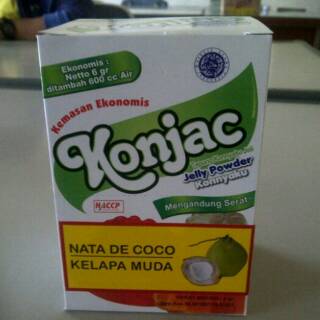 Ekonomis :
Netto 6 gr
ditambah 600 cc Air
Kemasan Ekonomis
Konjac
Jelly Powder
Konnyaku
Mengandung Serat
HACCP
NATA DE COCO
KELAPA MUDA